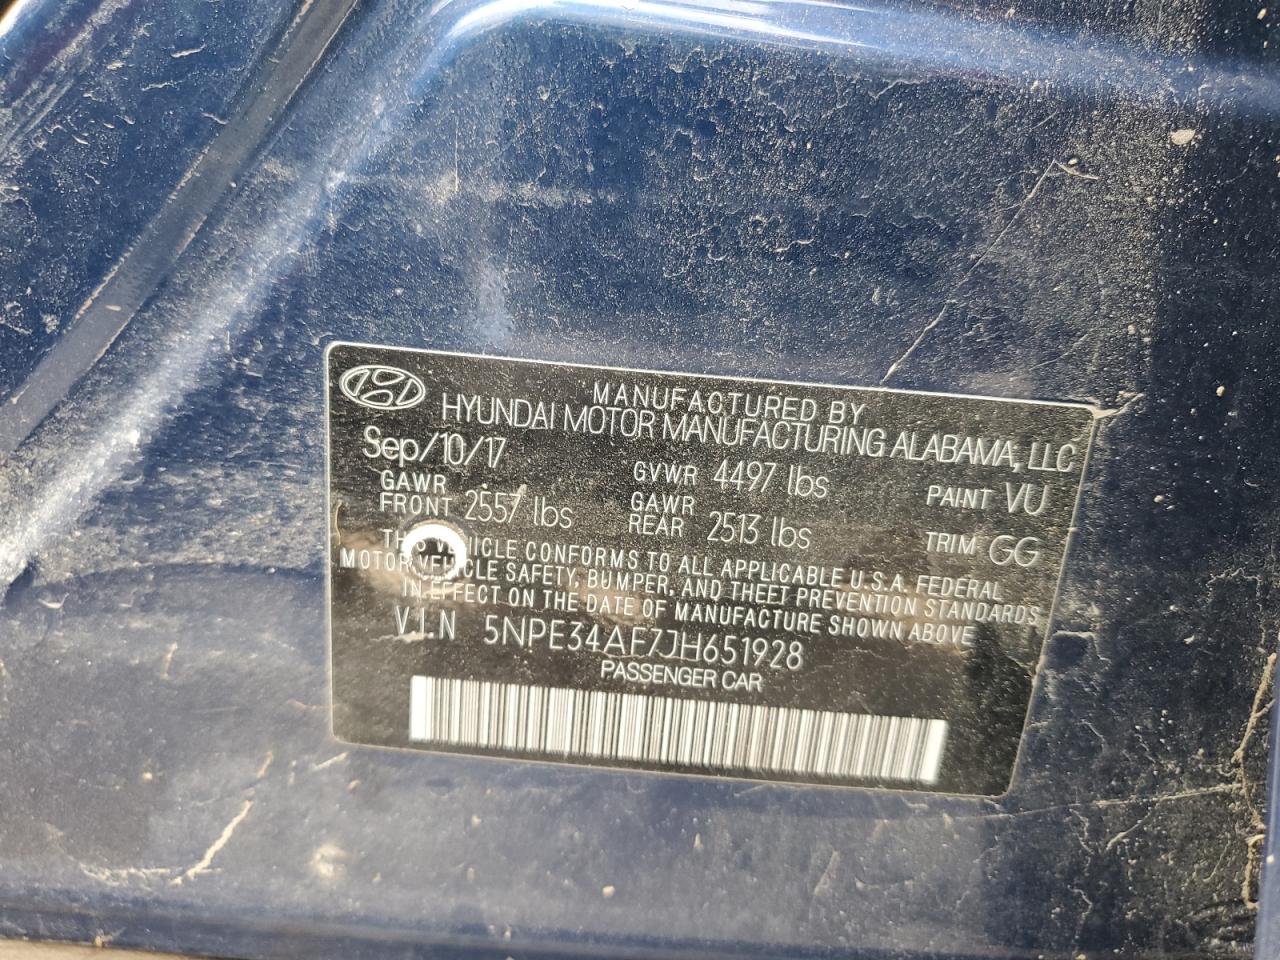 MANUFACTURED BY
HYUNDAI MOTOR MANUFACTURING ALABAMA, LLC
Sep/10/17 GVWR 4497 lbs PAINT VU
GAWR FRONT 2557 lbs GAWR REAR 2513 lbs TRIM GG
THIS VEHICLE CONFORMS TO ALL APPLICABLE U.S.A. FEDERAL
MOTOR VEHICLE SAFETY, BUMPER, AND THEFT PREVENTION STANDARDS
IN EFFECT ON THE DATE OF MANUFACTURE SHOWN ABOVE
V.I.N 5NPE34AF7JH651928
PASSENGER CAR